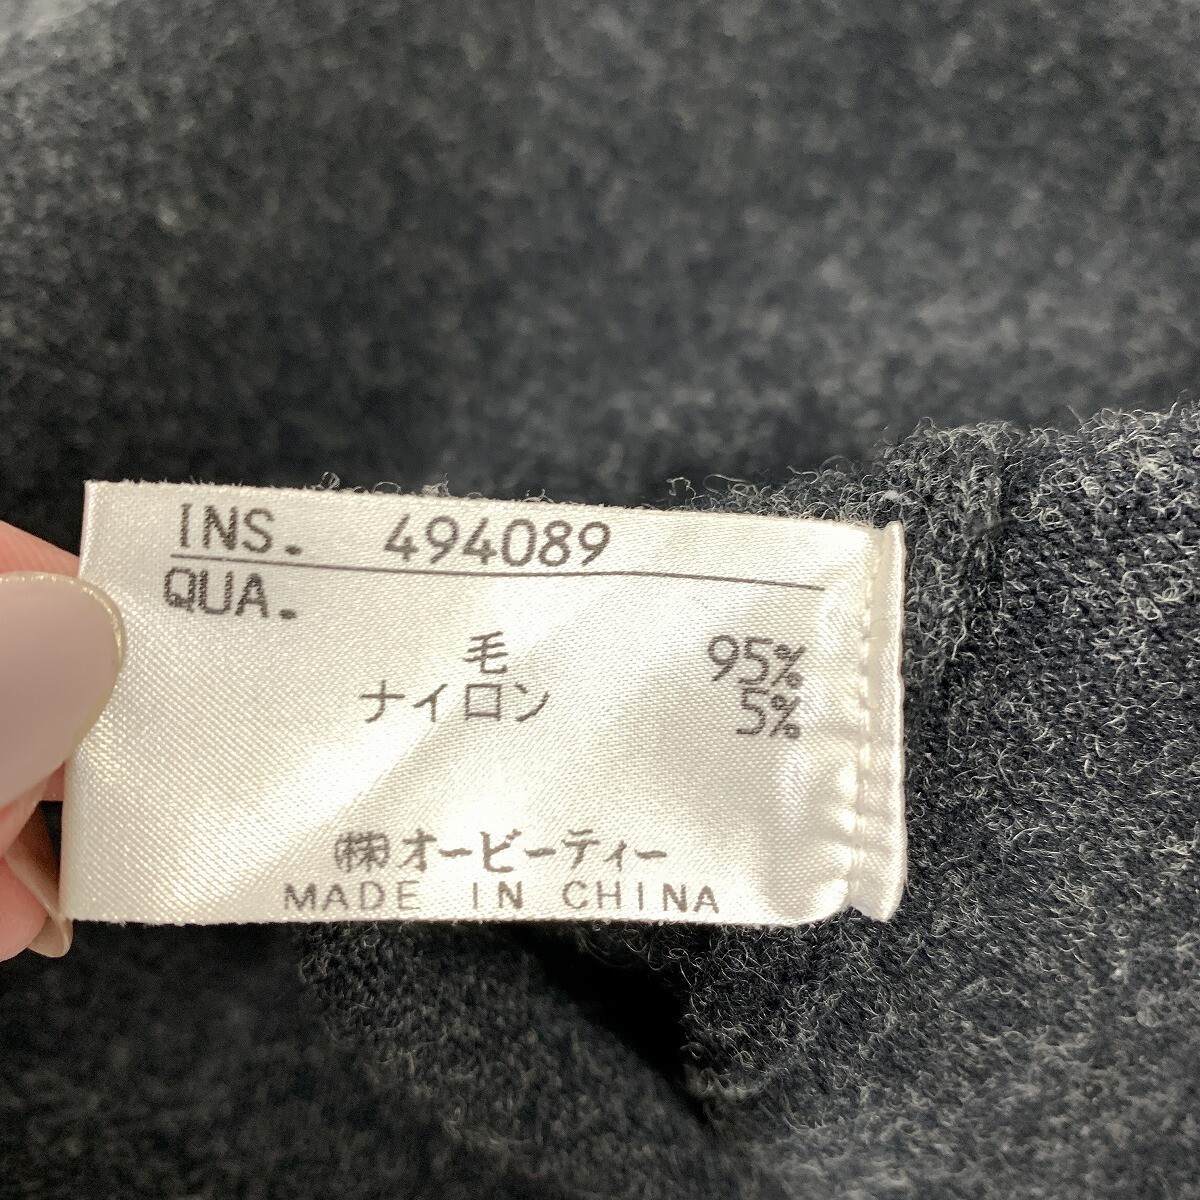 INS. 494089
QUA.
毛 95%
ナイロン 5%
㈱オービーティー
MADE IN CHINA